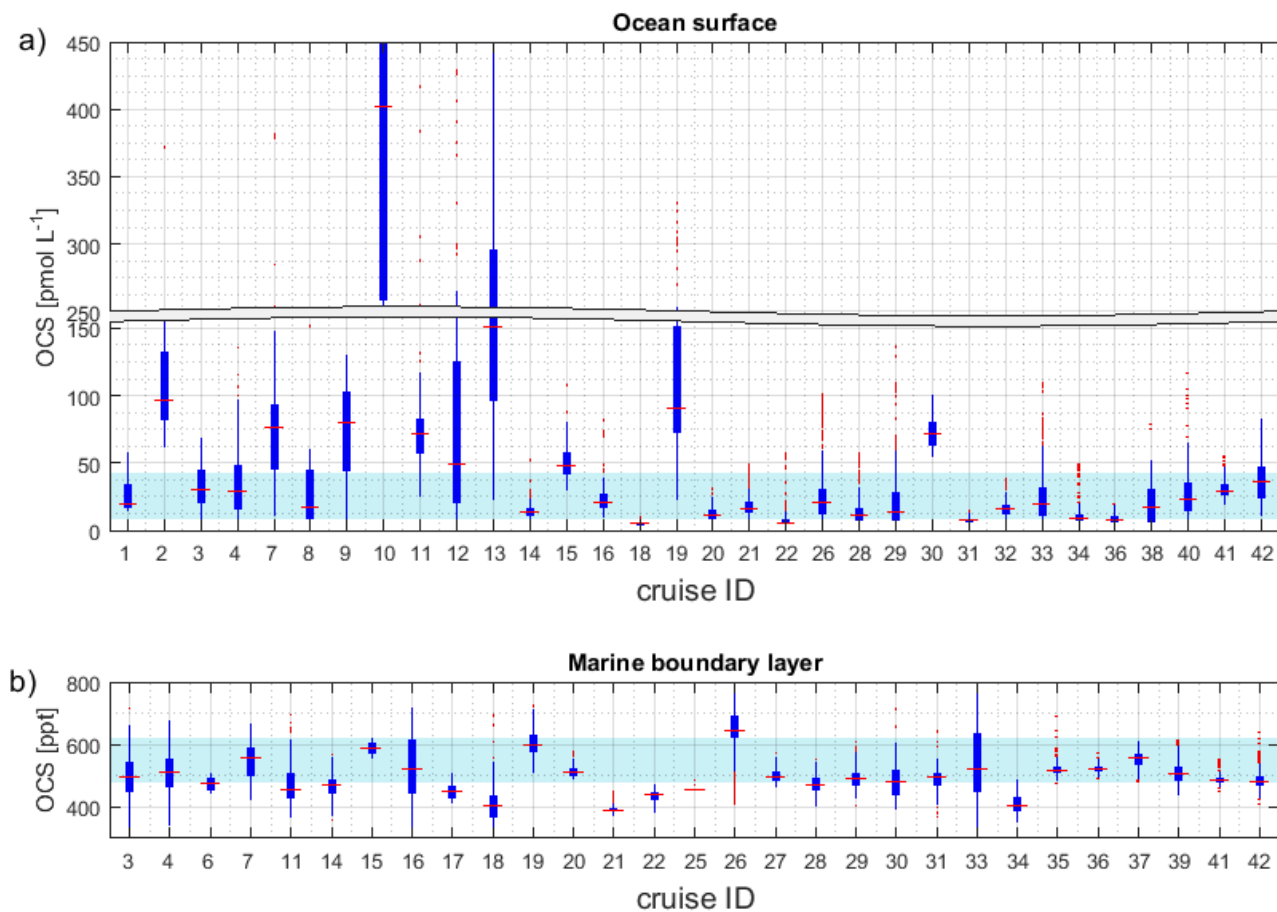 a)
Ocean surface
450
400
350
300
250
150
100
50
0
OCS [pmol L⁻¹]
1 2 3 4 7 8 9 10 11 12 13 14 15 16 18 19 20 21 22 26 28 29 30 31 32 33 34 36 38 40 41 42
cruise ID
b)
Marine boundary layer
800
600
400
OCS [ppt]
3 4 6 7 11 14 15 16 17 18 19 20 21 22 25 26 27 28 29 30 31 33 34 35 36 37 39 41 42
cruise ID